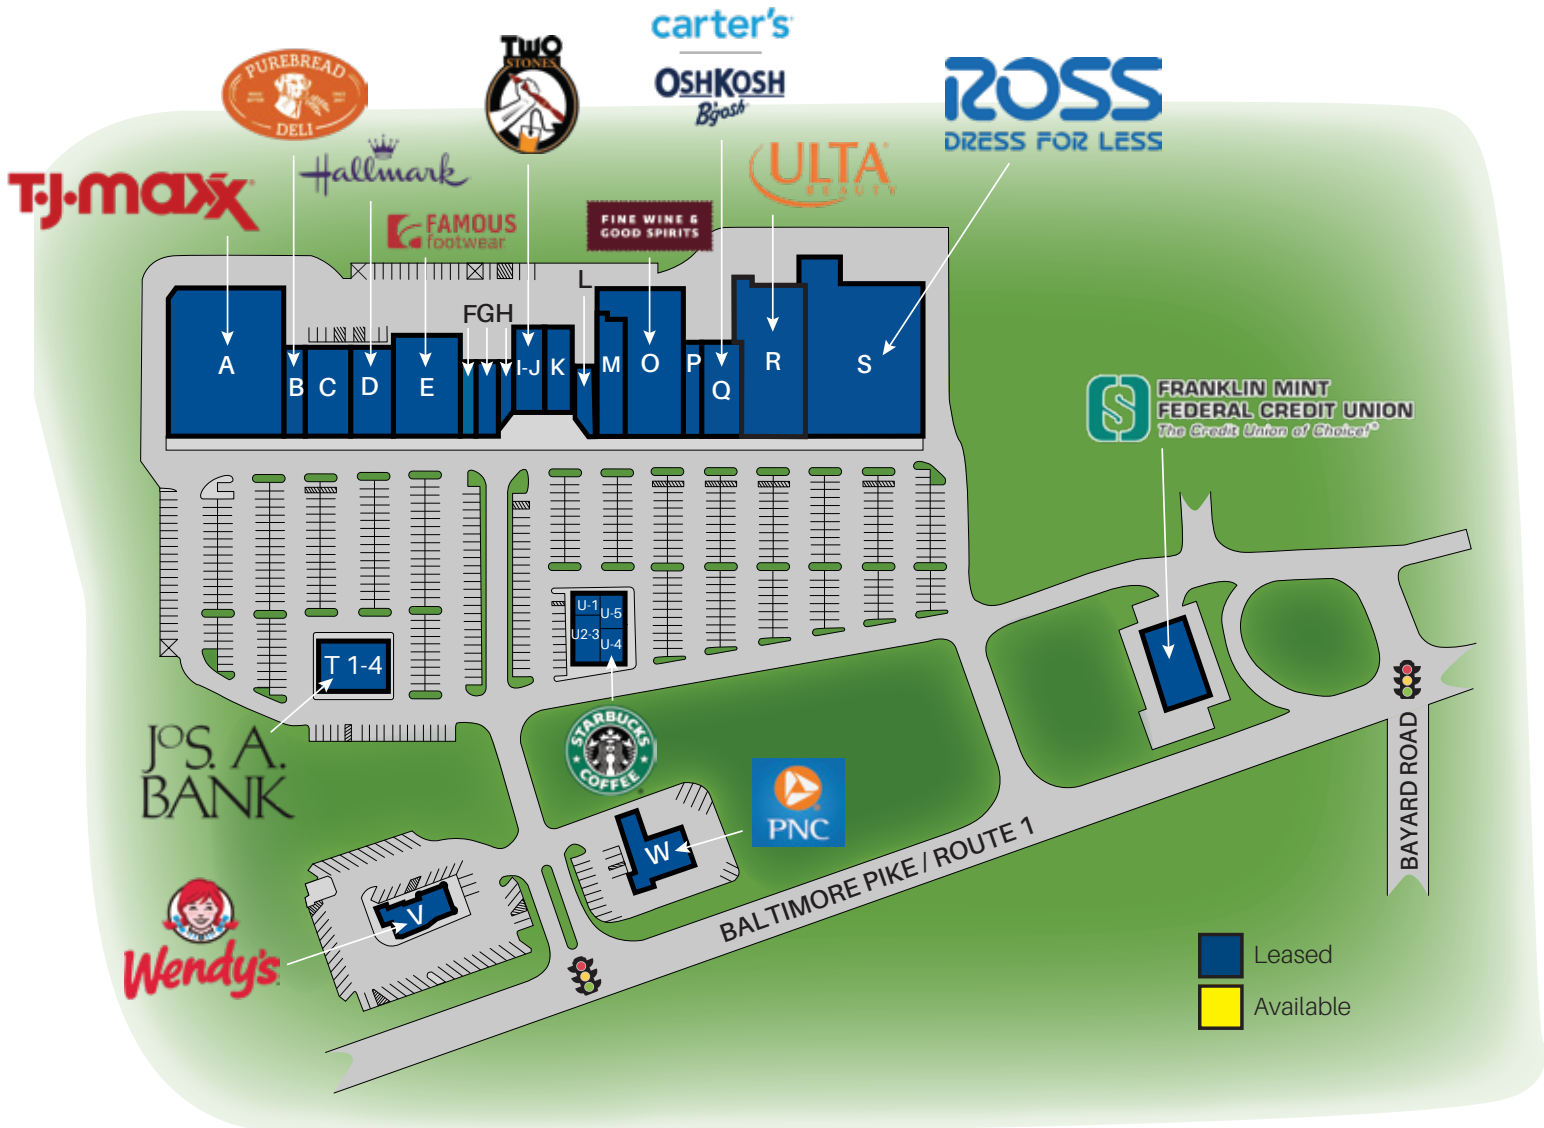 carter's
OSHKOSH
B'gosh
TWO
STONES
ROSS
DRESS FOR LESS
PUREBREAD
DELI
Hallmark
ULTA
BEAUTY
T·J·maxx
FAMOUS
footwear
FINE WINE &
GOOD SPIRITS
L
FGH
A
B
C
D
E
I-J
K
M
O
P
Q
R
S
FRANKLIN MINT
FEDERAL CREDIT UNION
The Credit Union of Choice!®
U-1
U-5
U2-3
U-4
T 1-4
STARBUCKS
COFFEE
JOS. A.
BANK
PNC
W
V
Wendy's
BALTIMORE PIKE / ROUTE 1
BAYARD ROAD
Leased
Available